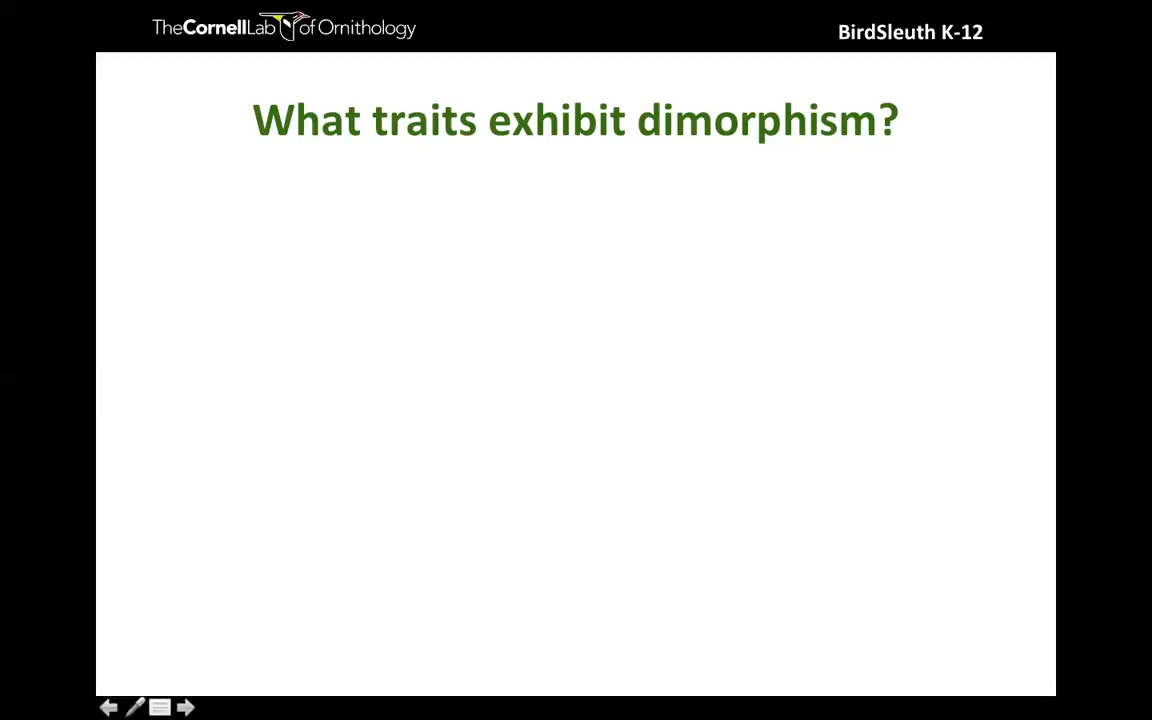 TheCornellLab of Ornithology
BirdSleuth K-12
What traits exhibit dimorphism?